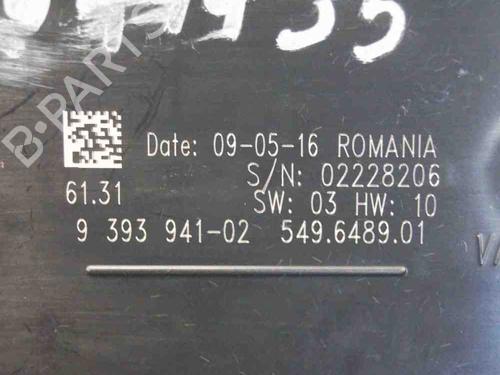 B-PARTS
Date: 09-05-16 ROMANIA
S/N: 02228206
61.31
SW: 03 HW: 10
9 393 941-02 549.6489.01